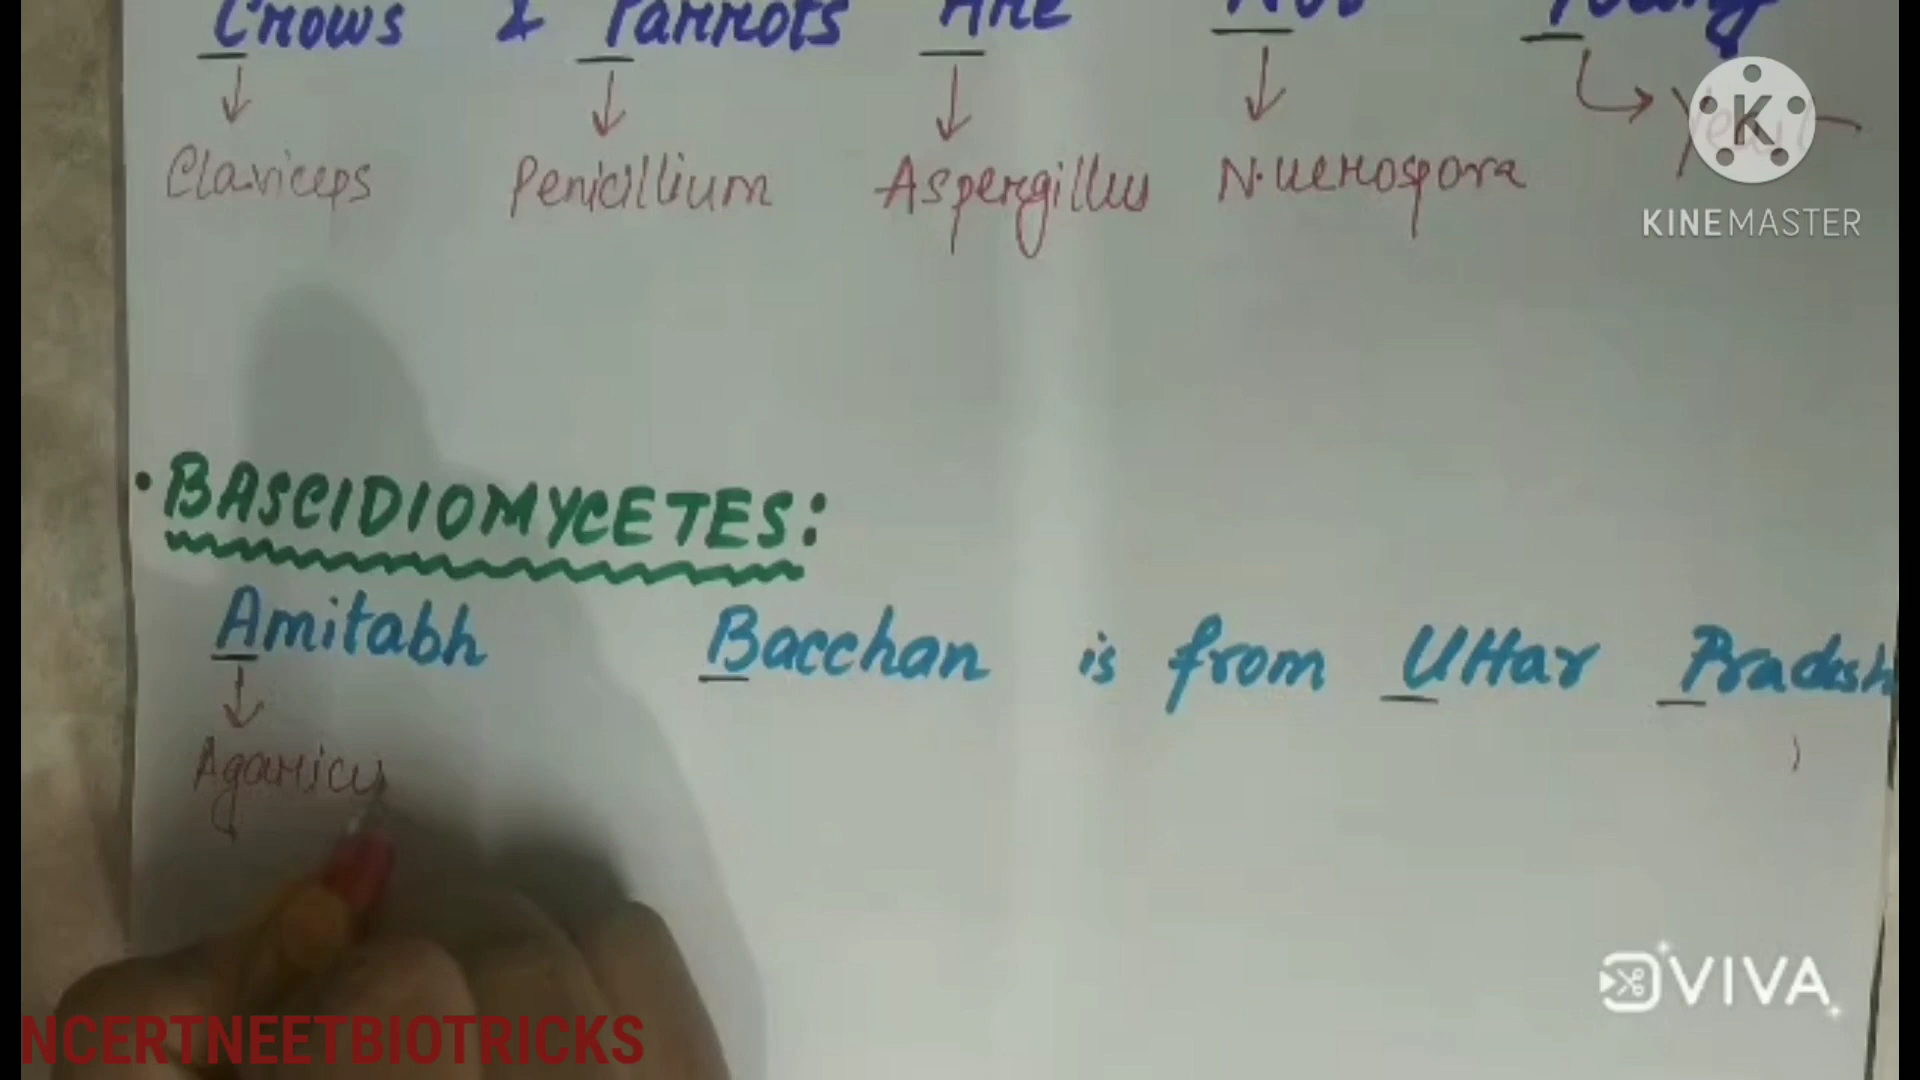 Crows & Parrots Are Not Young
Claviceps Penicillium Aspergillus N.uerospora
KINEMASTER
• BASCIDIOMYCETES:
Amitabh Bacchan is from Uttar Pradesh
Agaricus
VIVA
NCERTNEETBIOTRICKS